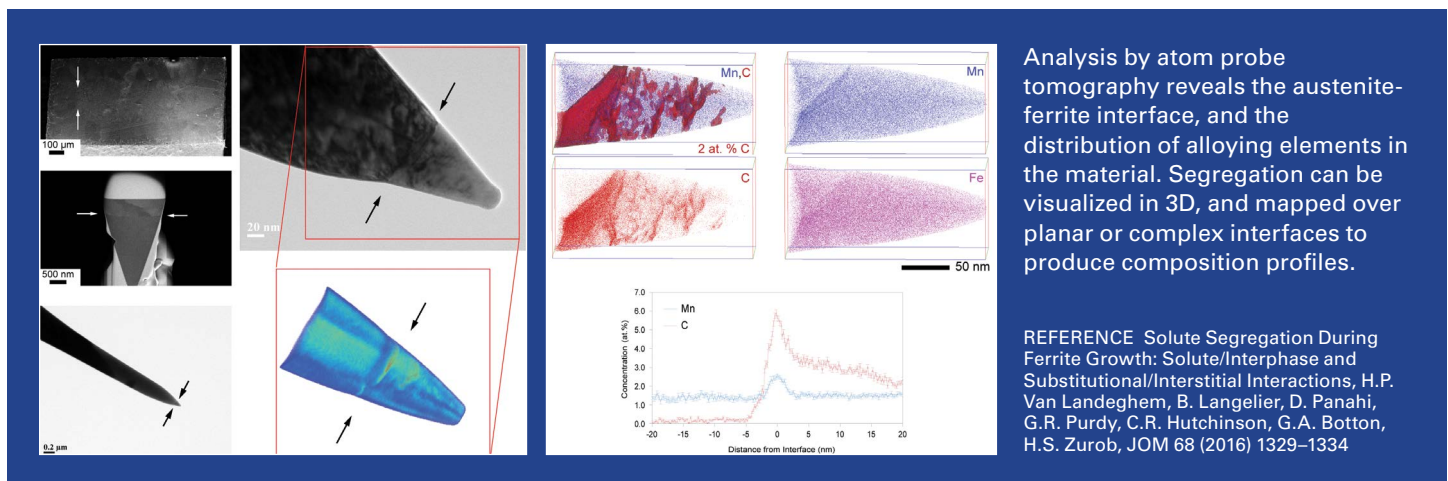 100 µm
500 nm
0.2 µm
20 nm
Mn,C
2 at. % C
Mn
C
Fe
50 nm
Mn
C
Concentration (at.%)
7.0
6.0
5.0
4.0
3.0
2.0
1.0
0.0
-20 -15 -10 -5 0 5 10 15 20
Distance from Interface (nm)
Analysis by atom probe
tomography reveals the austenite-
ferrite interface, and the
distribution of alloying elements in
the material. Segregation can be
visualized in 3D, and mapped over
planar or complex interfaces to
produce composition profiles.
REFERENCE Solute Segregation During
Ferrite Growth: Solute/Interphase and
Substitutional/Interstitial Interactions, H.P.
Van Landeghem, B. Langelier, D. Panahi,
G.R. Purdy, C.R. Hutchinson, G.A. Botton,
H.S. Zurob, JOM 68 (2016) 1329–1334